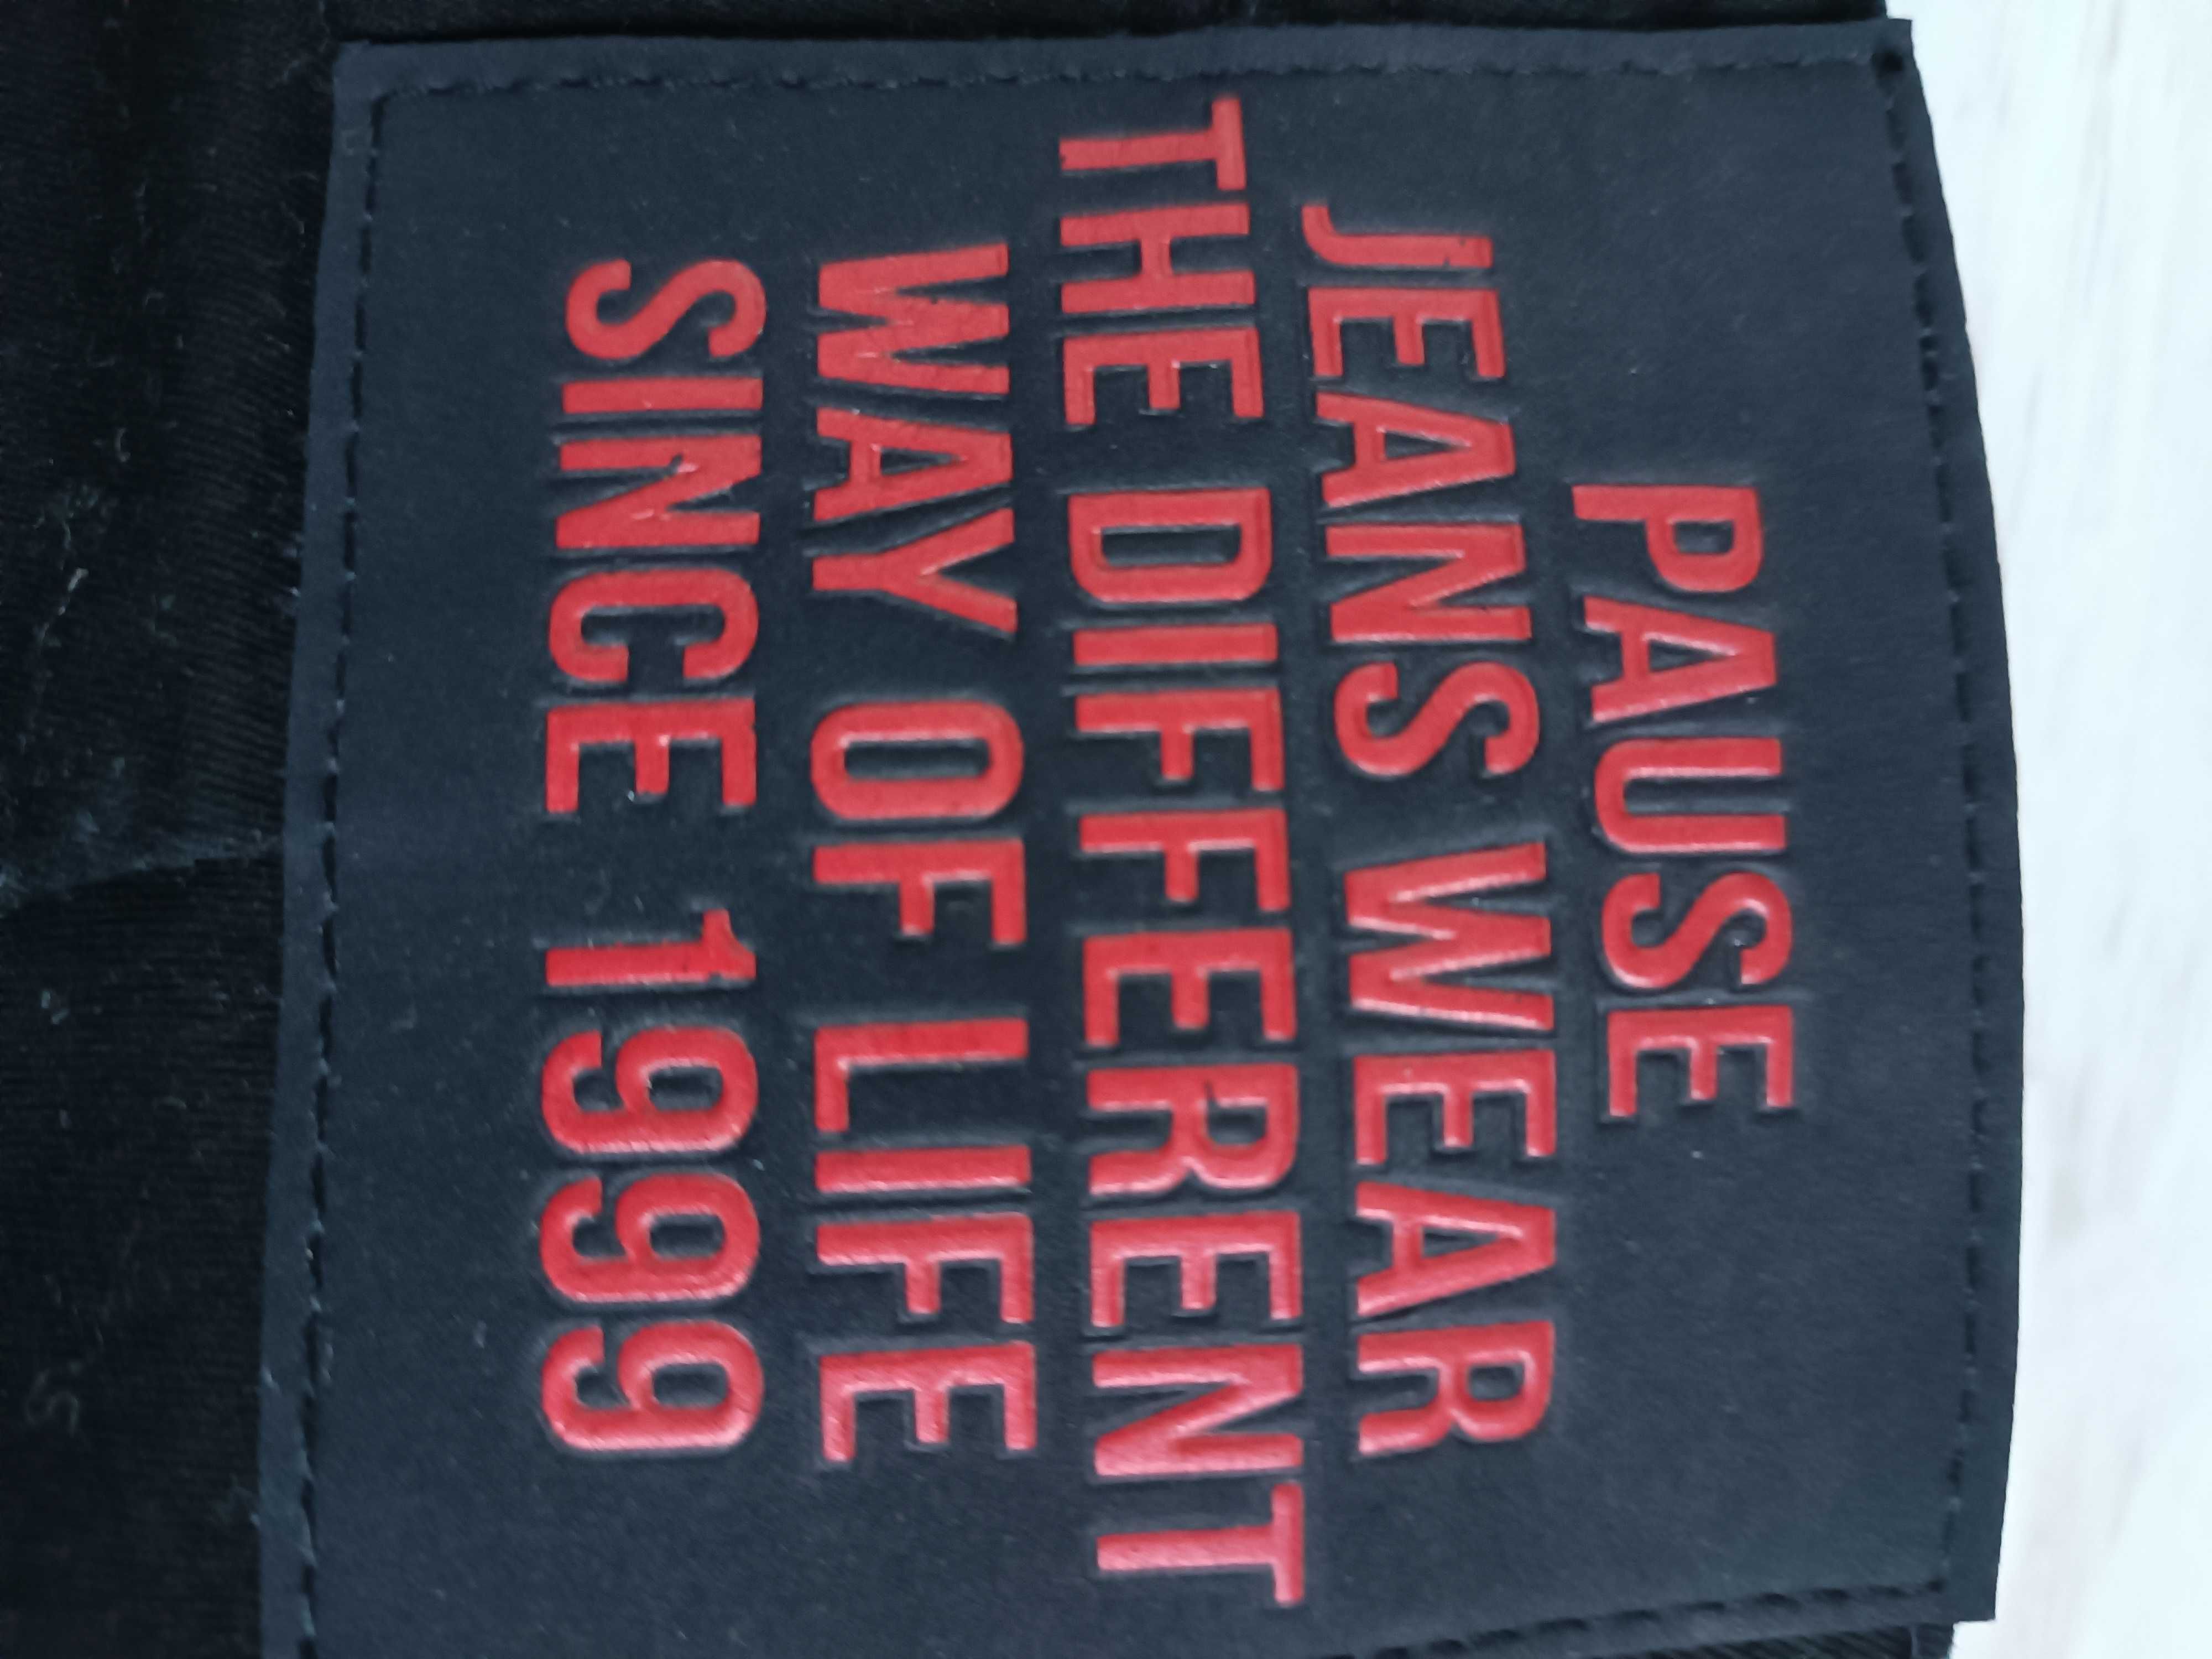 PAUSE
JEANS WEAR
THE DIFFERENT
WAY OF LIFE
SINCE 1999